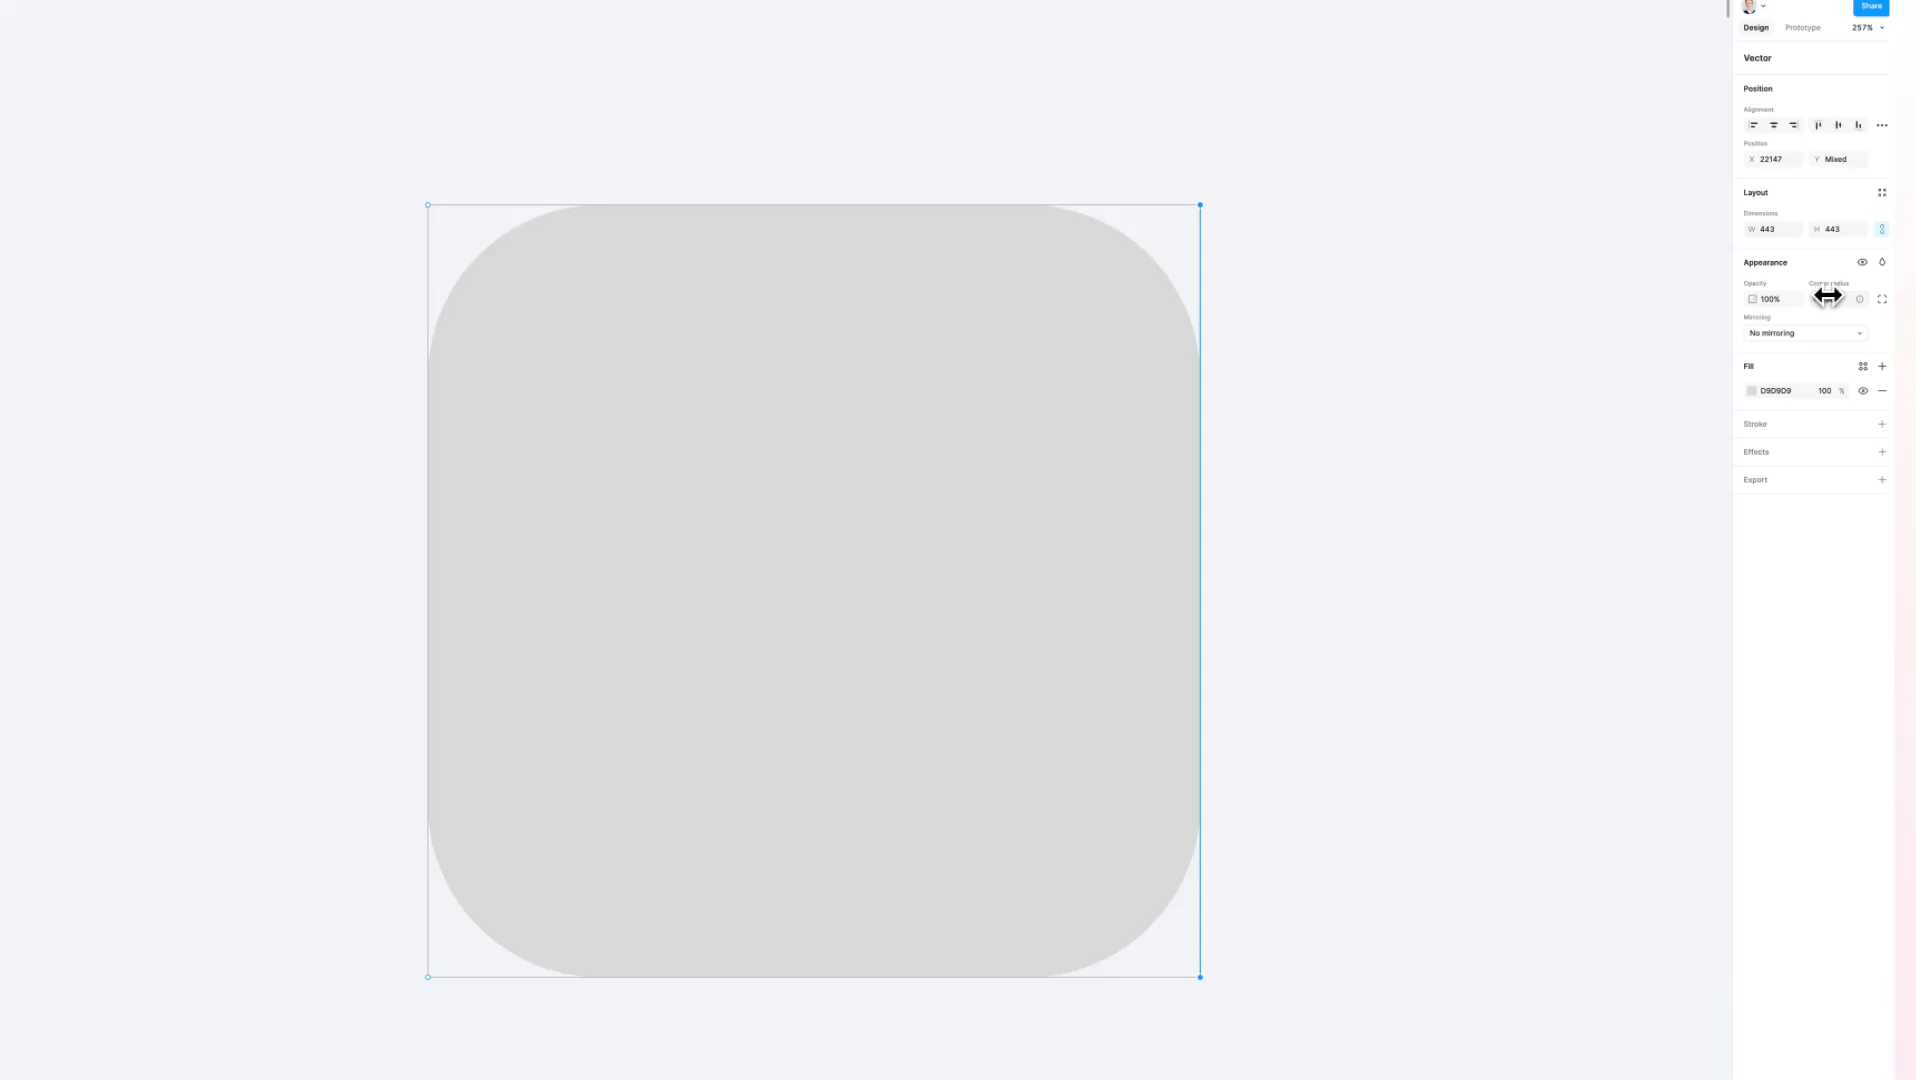 Share
Design Prototype 257%
Vector
Position
Alignment
Position
X 22147 Y Mixed
Layout
Dimensions
W 443 H 443
Appearance
Opacity
100%
Mirroring
No mirroring
Fill
D9D9D9 100 %
Stroke
Effects
Export